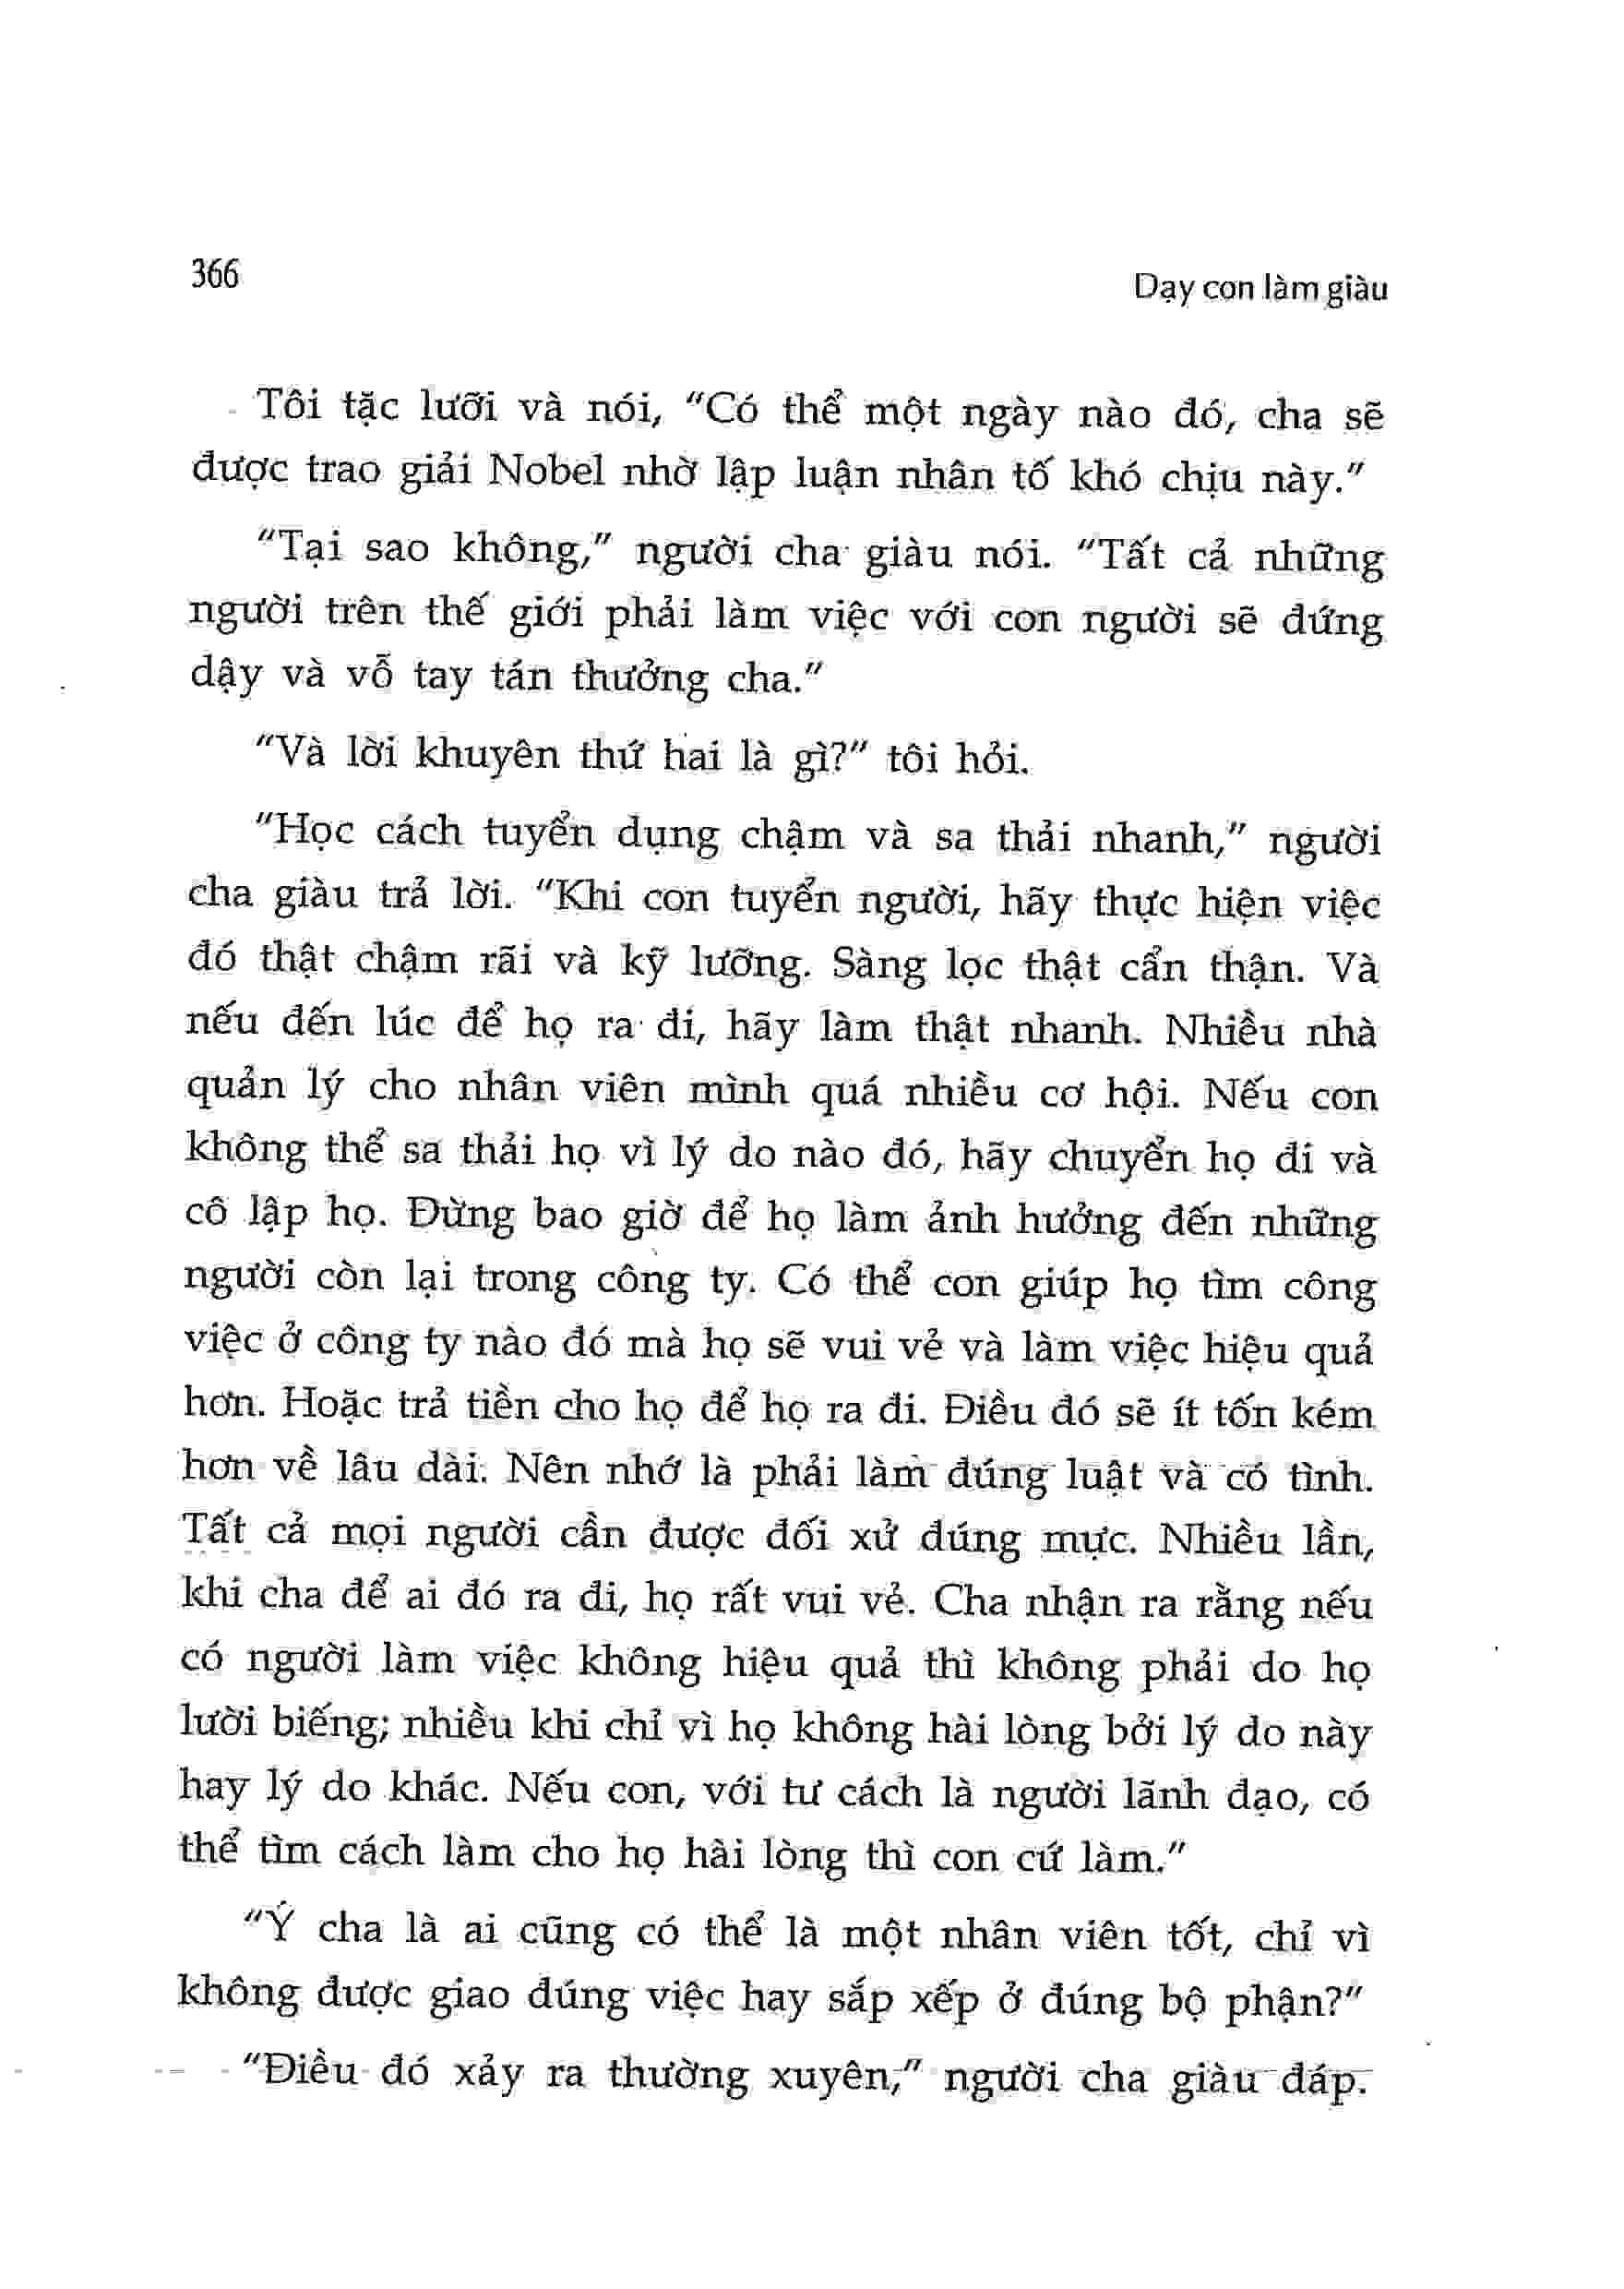 366
Dạy con làm giàu
Tôi tặc lưỡi và nói, "Có thể một ngày nào đó, cha sẽ
được trao giải Nobel nhờ lập luận nhân tố khó chịu này."
"Tại sao không," người cha giàu nói. "Tất cả những
người trên thế giới phải làm việc với con người sẽ đứng
dậy và vỗ tay tán thưởng cha."
"Và lời khuyên thứ hai là gì?" tôi hỏi.
"Học cách tuyển dụng chậm và sa thải nhanh," người
cha giàu trả lời. "Khi con tuyển người, hãy thực hiện việc
đó thật chậm rãi và kỹ lưỡng. Sàng lọc thật cẩn thận. Và
nếu đến lúc để họ ra đi, hãy làm thật nhanh. Nhiều nhà
quản lý cho nhân viên mình quá nhiều cơ hội. Nếu con
không thể sa thải họ vì lý do nào đó, hãy chuyển họ đi và
cô lập họ. Đừng bao giờ để họ làm ảnh hưởng đến những
người còn lại trong công ty. Có thể con giúp họ tìm công
việc ở công ty nào đó mà họ sẽ vui vẻ và làm việc hiệu quả
hơn. Hoặc trả tiền cho họ để họ ra đi. Điều đó sẽ ít tốn kém
hơn về lâu dài. Nên nhớ là phải làm đúng luật và có tình.
Tất cả mọi người cần được đối xử đúng mực. Nhiều lần,
khi cha để ai đó ra đi, họ rất vui vẻ. Cha nhận ra rằng nếu
có người làm việc không hiệu quả thì không phải do họ
lười biếng; nhiều khi chỉ vì họ không hài lòng bởi lý do này
hay lý do khác. Nếu con, với tư cách là người lãnh đạo, có
thể tìm cách làm cho họ hài lòng thì con cứ làm."
"Ý cha là ai cũng có thể là một nhân viên tốt, chỉ vì
không được giao đúng việc hay sắp xếp ở đúng bộ phận?"
"Điều đó xảy ra thường xuyên," người cha giàu đáp.